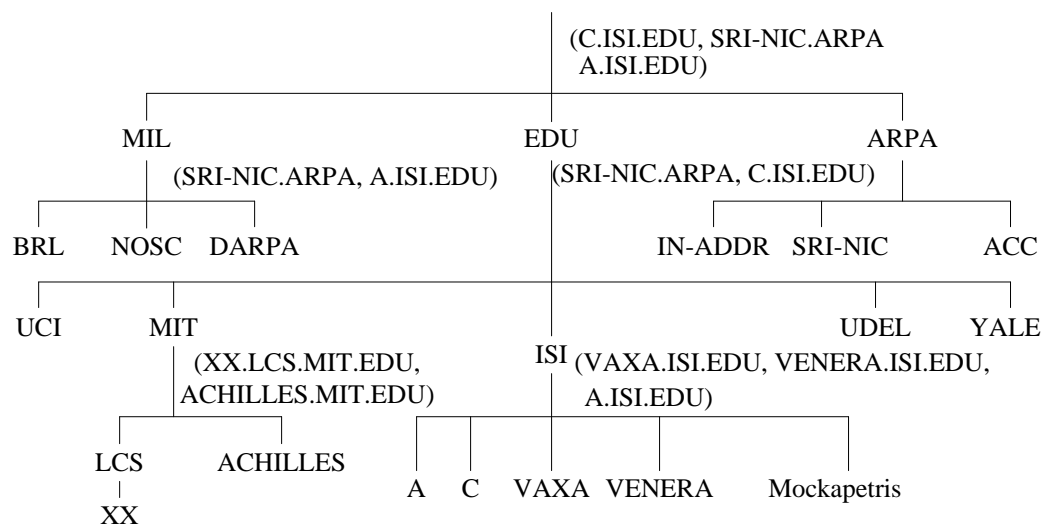 (C.ISI.EDU, SRI-NIC.ARPA
A.ISI.EDU)
MIL EDU ARPA
(SRI-NIC.ARPA, A.ISI.EDU) (SRI-NIC.ARPA, C.ISI.EDU)
BRL NOSC DARPA IN-ADDR SRI-NIC ACC
UCI MIT UDEL YALE
ISI
(XX.LCS.MIT.EDU, (VAXA.ISI.EDU, VENERA.ISI.EDU,
ACHILLES.MIT.EDU) A.ISI.EDU)
LCS ACHILLES
A C VAXA VENERA Mockapetris
XX